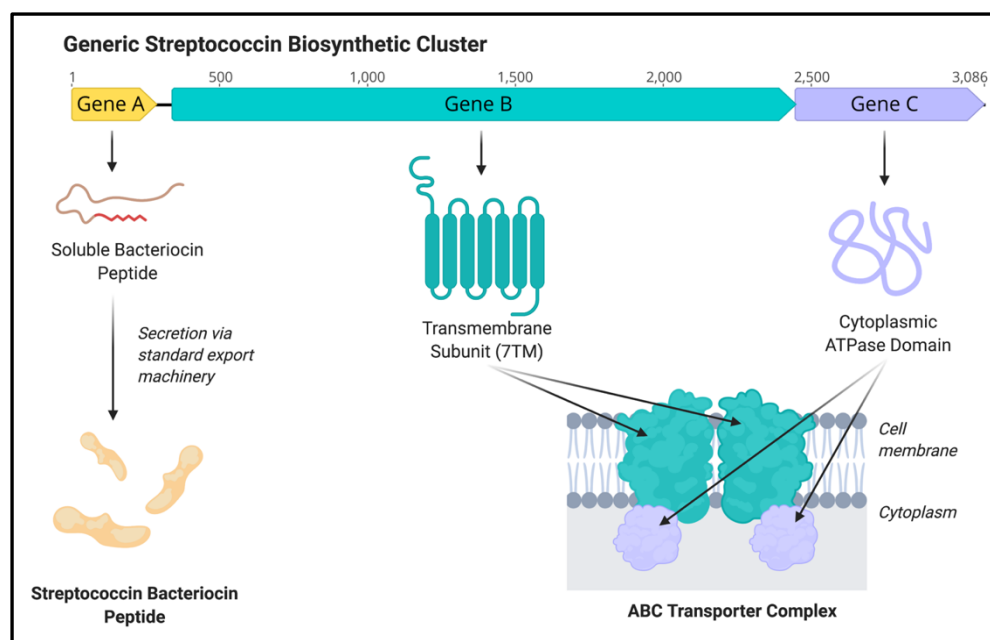 Generic Streptococcin Biosynthetic Cluster
1 500 1,000 1,500 2,000 2,500 3,086
Gene A Gene B Gene C
Soluble Bacteriocin
Peptide
Secretion via
standard export
machinery
Streptococcin Bacteriocin
Peptide
Transmembrane
Subunit (7TM)
Cytoplasmic
ATPase Domain
Cell
membrane
Cytoplasm
ABC Transporter Complex